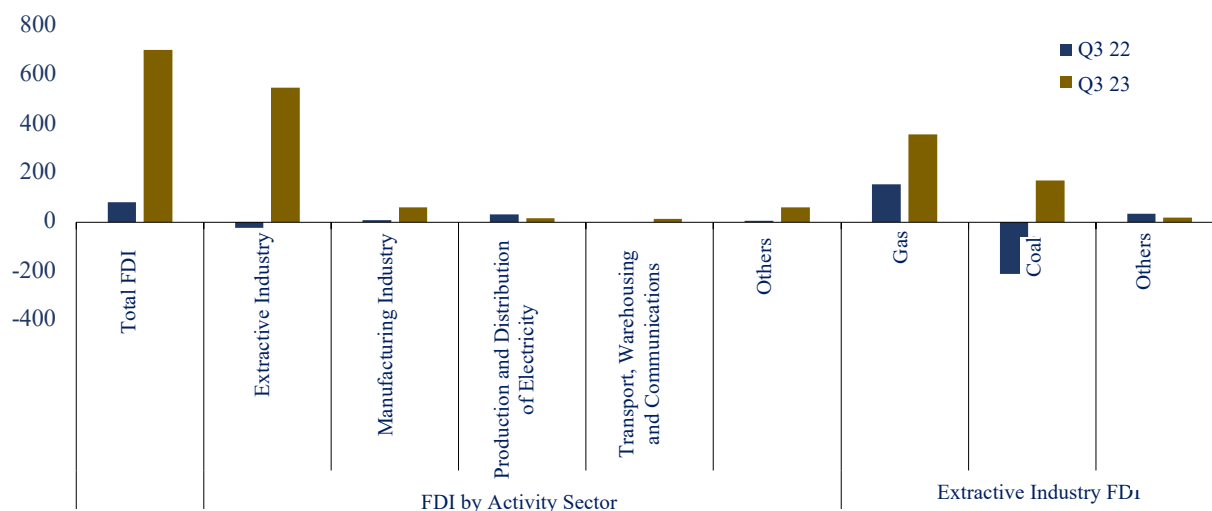 800
600
400
200
0
-200
-400
Q3 22
Q3 23
Total FDI
Extractive Industry
Manufacturing Industry
Production and Distribution
of Electricity
Transport, Warehousing
and Communications
Others
Gas
Coal
Others
FDI by Activity Sector
Extractive Industry FDI